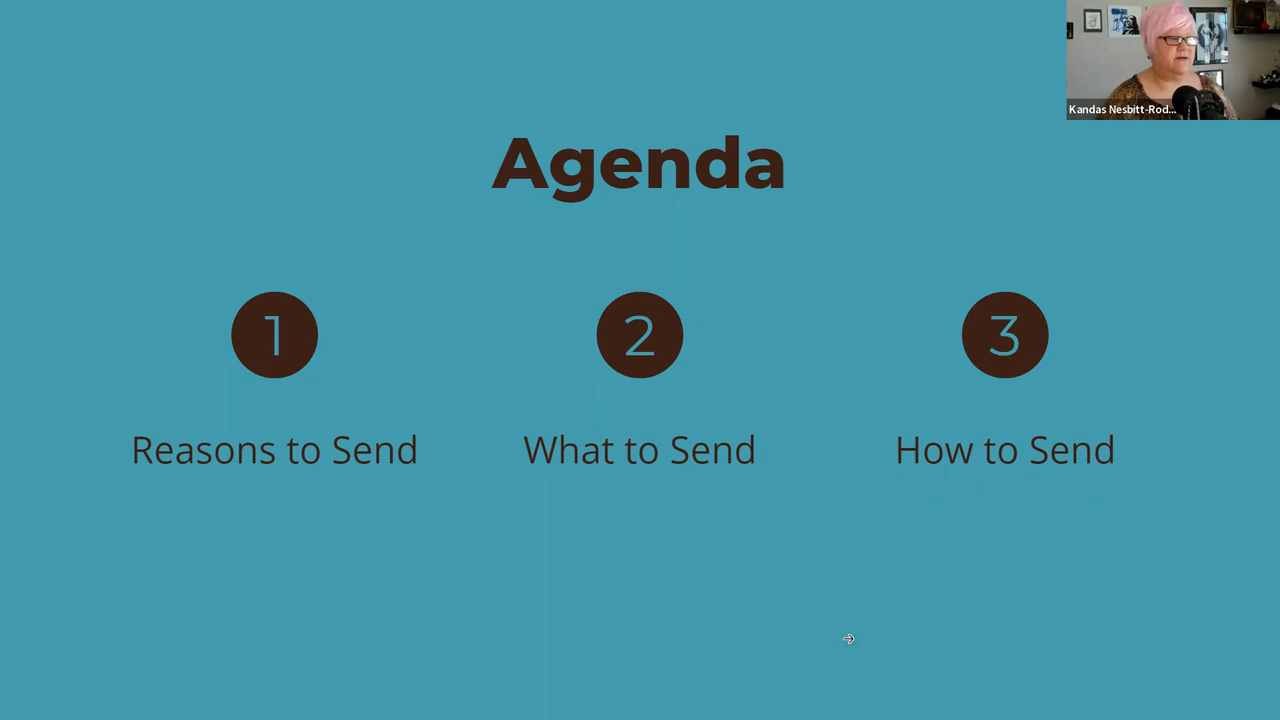 Agenda
1
2
3
Reasons to Send
What to Send
How to Send
Kandas Nesbitt-Rod...